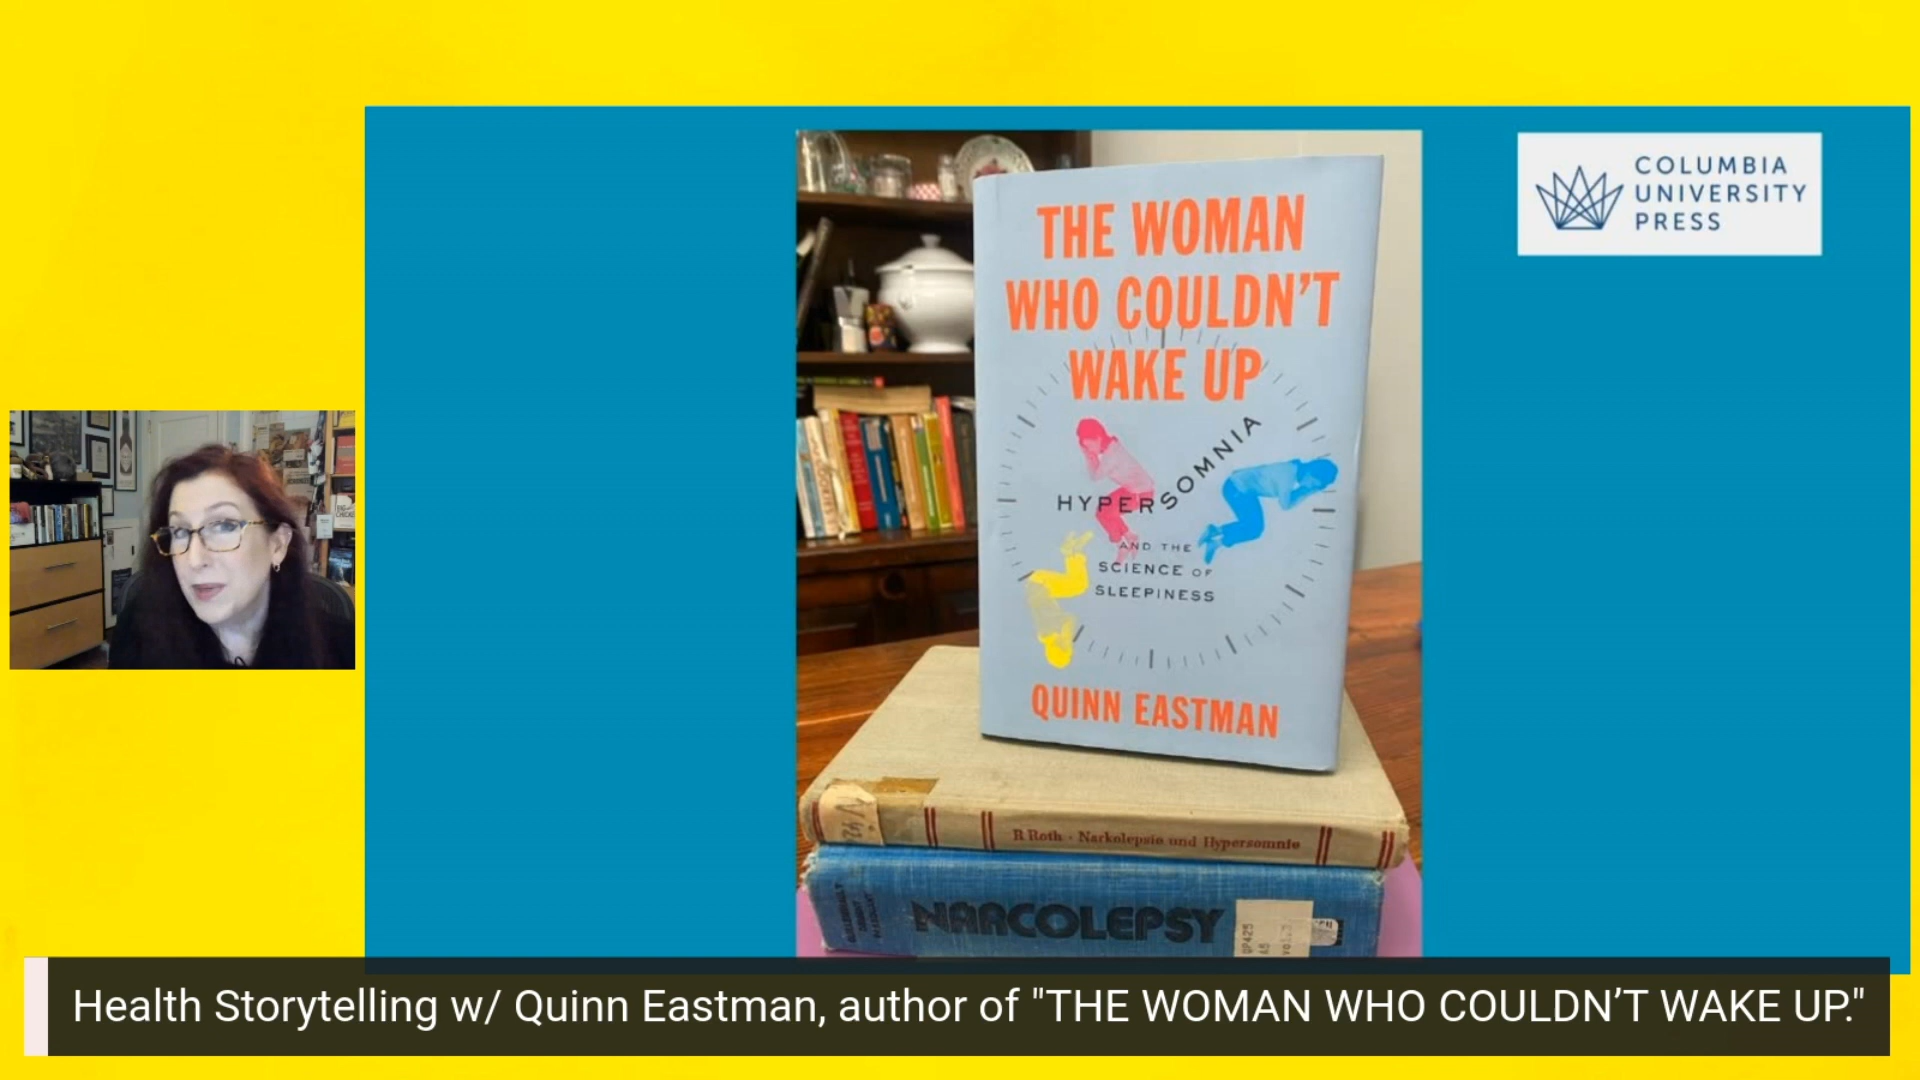 COLUMBIA
UNIVERSITY
PRESS
THE WOMAN
WHO COULDN'T
WAKE UP
HYPERSOMNIA
AND THE
SCIENCE OF
SLEEPINESS
QUINN EASTMAN
B Roth · Narkolepsie und Hypersomnie
NARCOLEPSY
QP425
Health Storytelling w/ Quinn Eastman, author of "THE WOMAN WHO COULDN’T WAKE UP."